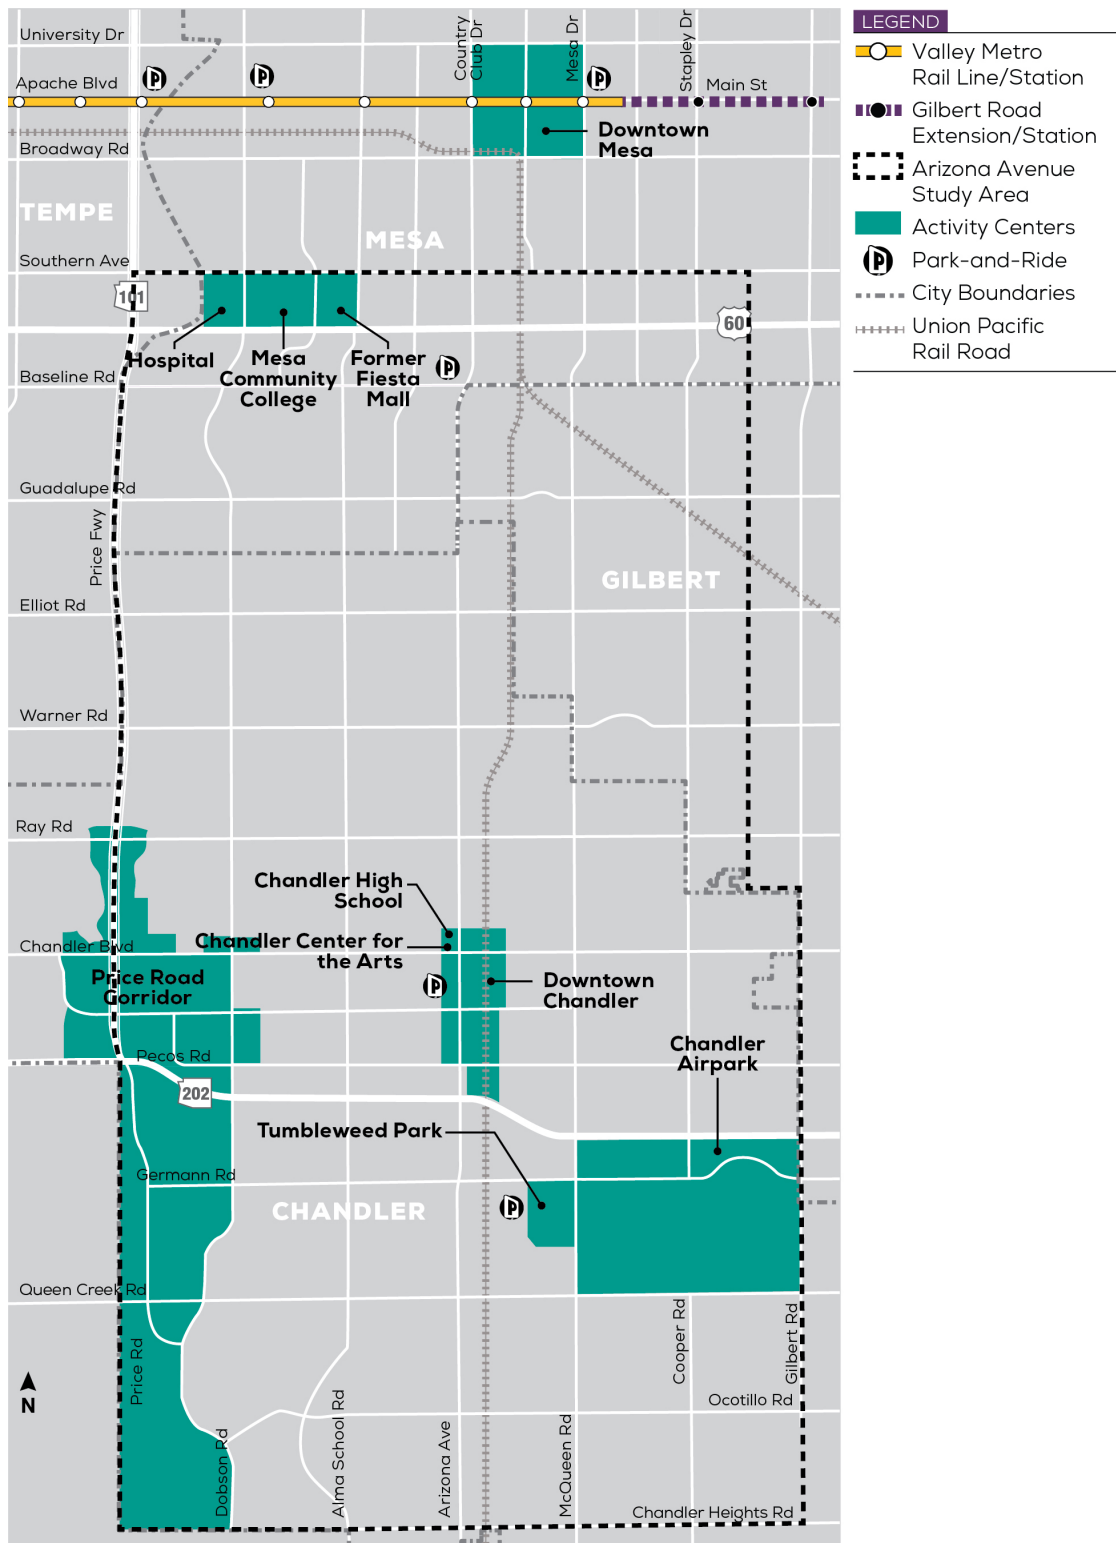 University Dr
Country
Club Dr
Mesa Dr
Stapley Dr
Apache Blvd
Main St
Downtown
Mesa
Broadway Rd
TEMPE
MESA
Southern Ave
101
60
Hospital
Mesa
Community
College
Former
Fiesta
Mall
Baseline Rd
Guadalupe Rd
Price Fwy
GILBERT
Elliot Rd
Warner Rd
Ray Rd
Chandler High
School
Chandler Center for
the Arts
Chandler Blvd
Price Road
Corridor
Downtown
Chandler
Chandler
Airpark
Pecos Rd
202
Tumbleweed Park
Germann Rd
CHANDLER
Queen Creek Rd
Price Rd
Cooper Rd
Gilbert Rd
N
Ocotillo Rd
Dobson Rd
Alma School Rd
Arizona Ave
McQueen Rd
Chandler Heights Rd
LEGEND
Valley Metro
Rail Line/Station
Gilbert Road
Extension/Station
Arizona Avenue
Study Area
Activity Centers
Park-and-Ride
City Boundaries
Union Pacific
Rail Road